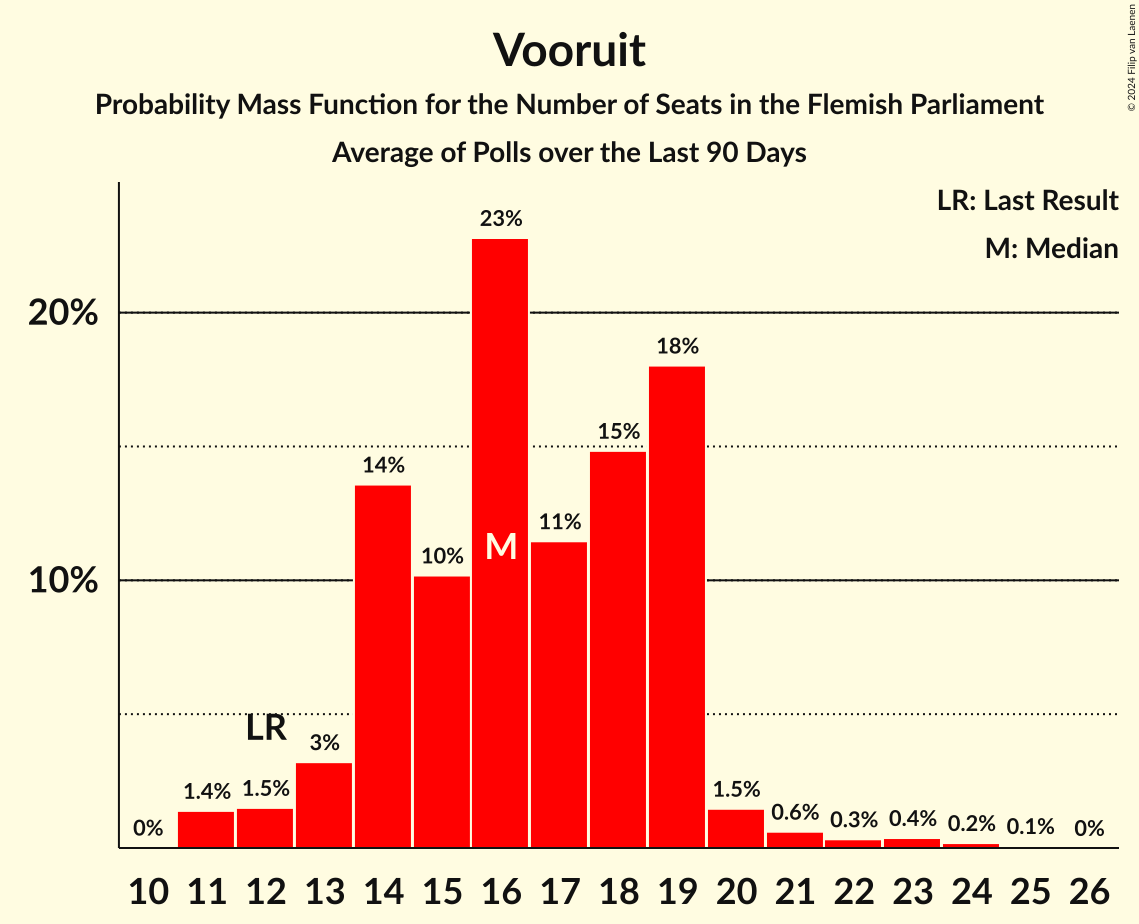 Vooruit
Probability Mass Function for the Number of Seats in the Flemish Parliament
Average of Polls over the Last 90 Days
© 2024 Filip van Laenen
LR: Last Result
M: Median
23%
20%
18%
15%
14%
11%
10%
M
10%
LR
3%
1.4%
1.5%
1.5%
0%
0.6%
0.3%
0.4%
0.2%
0.1%
0%
10 11 12 13 14 15 16 17 18 19 20 21 22 23 24 25 26